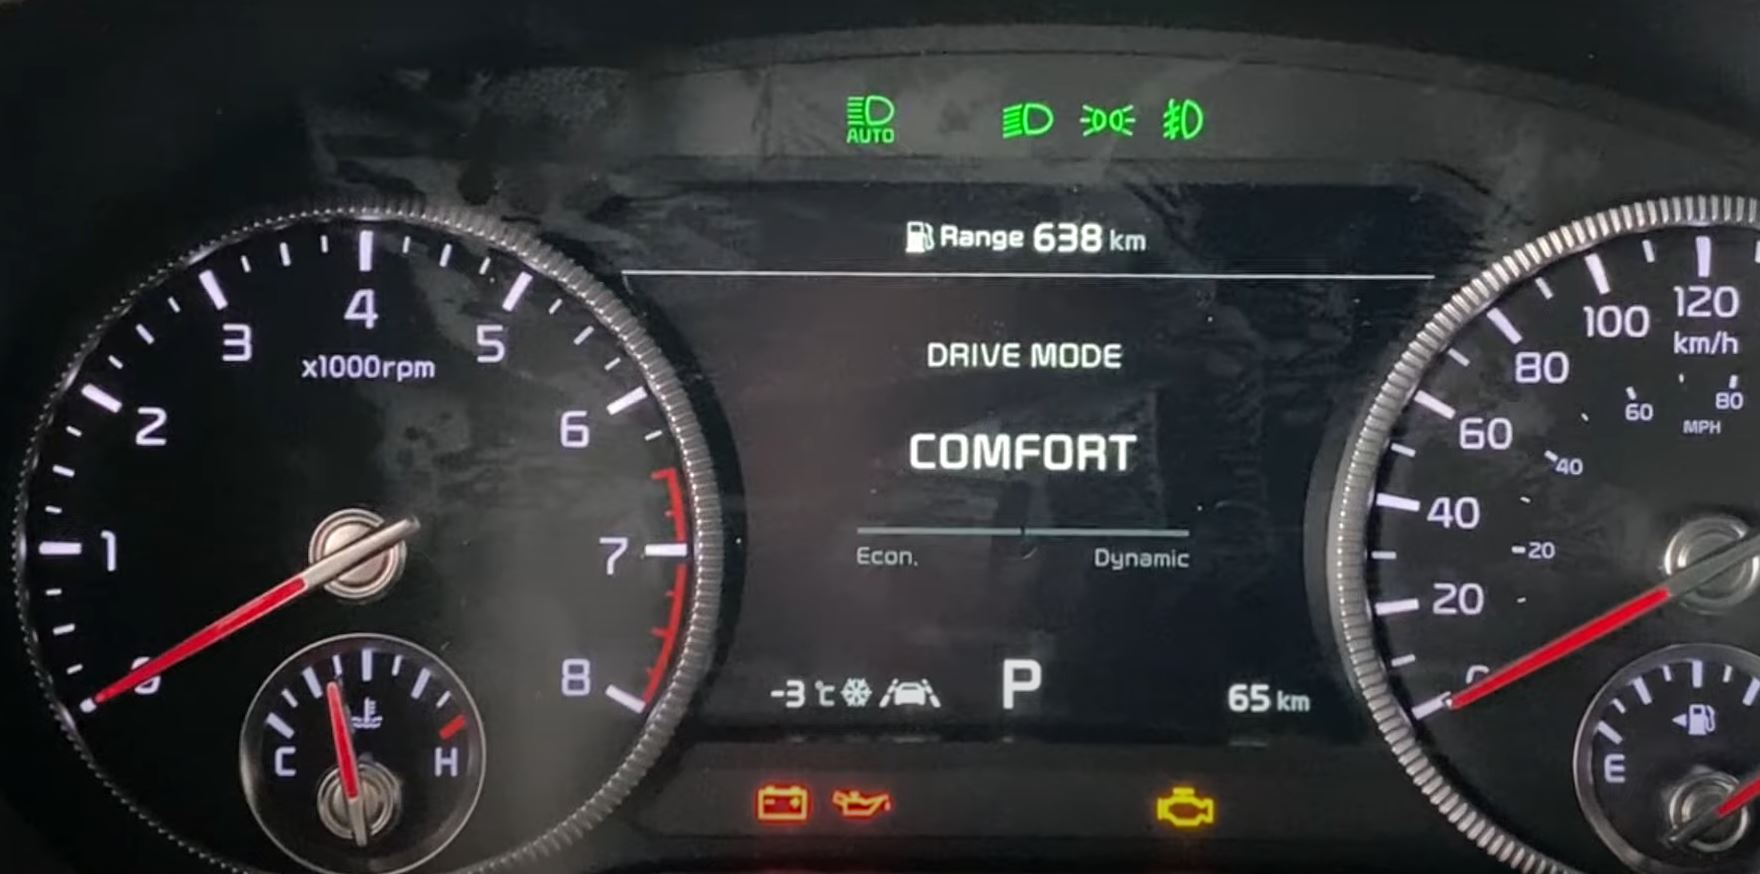 AUTO
Range 638 km
DRIVE MODE
COMFORT
Econ. Dynamic
-3 °C P 65 km
1 2 3 4 5 6 7 8
x1000rpm
C H
20 40 60 80 100 120
km/h
20 40 60 80
MPH
E